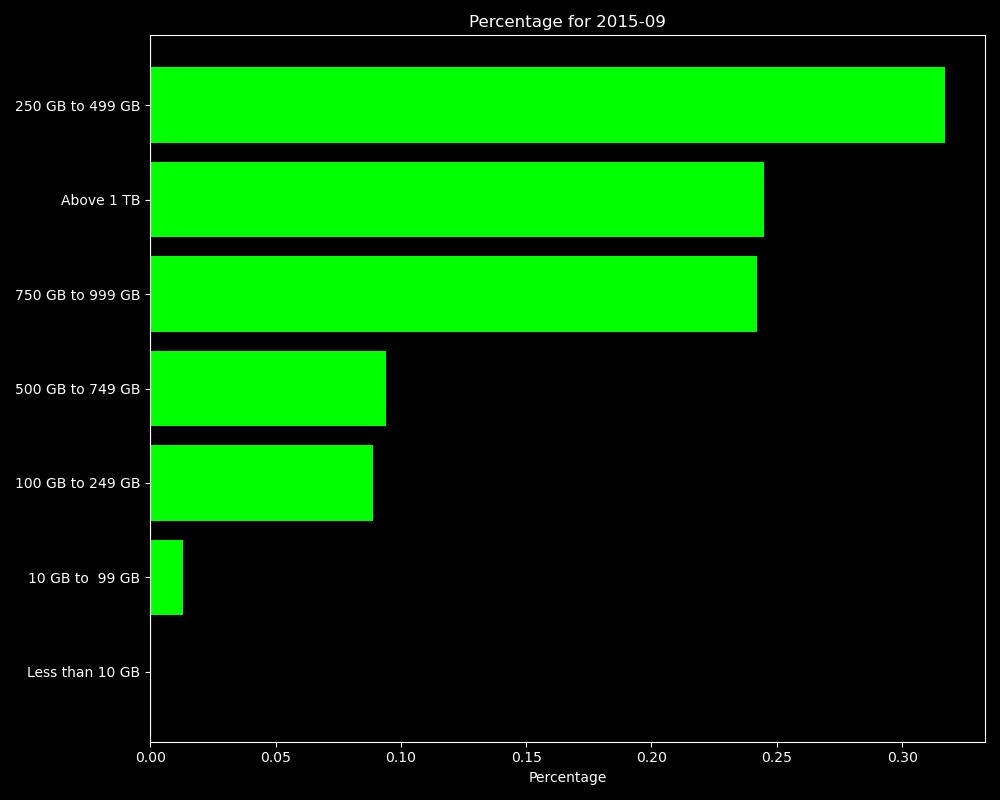 Percentage for 2015-09
250 GB to 499 GB
Above 1 TB
750 GB to 999 GB
500 GB to 749 GB
100 GB to 249 GB
10 GB to  99 GB
Less than 10 GB
0.00 0.05 0.10 0.15 0.20 0.25 0.30
Percentage